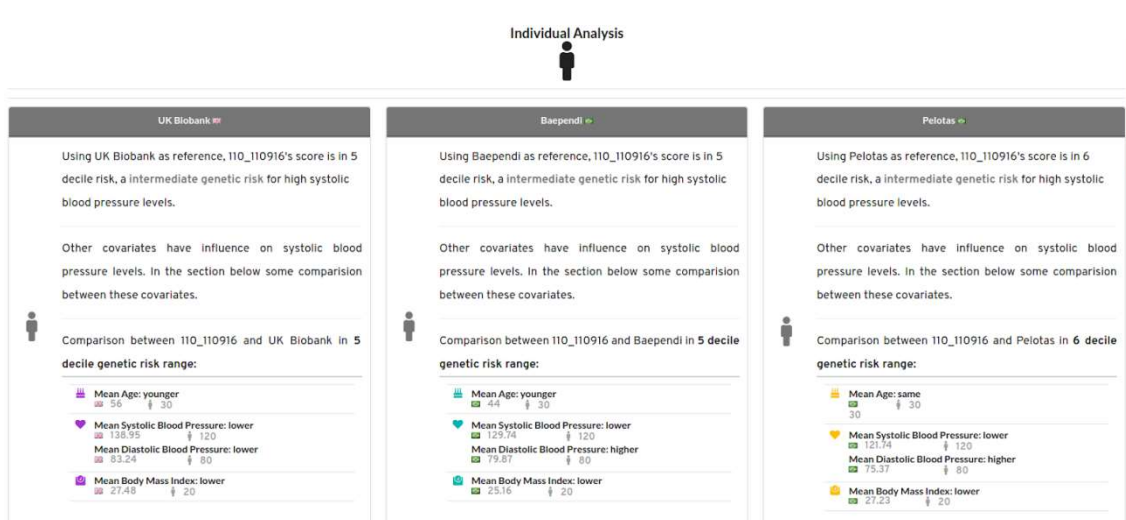 Individual Analysis
UK Biobank
Using UK Biobank as reference, 110_110916's score is in 5
decile risk, a intermediate genetic risk for high systolic
blood pressure levels.
Other covariates have influence on systolic blood
pressure levels. In the section below some comparision
between these covariates.
Comparison between 110_110916 and UK Biobank in 5
decile genetic risk range:
Mean Age: younger
56 30
Mean Systolic Blood Pressure: lower
138.95 120
Mean Diastolic Blood Pressure: lower
83.24 80
Mean Body Mass Index: lower
27.48 20
Baependi
Using Baependi as reference, 110_110916's score is in 5
decile risk, a intermediate genetic risk for high systolic
blood pressure levels.
Other covariates have influence on systolic blood
pressure levels. In the section below some comparision
between these covariates.
Comparison between 110_110916 and Baependi in 5 decile
genetic risk range:
Mean Age: younger
44 30
Mean Systolic Blood Pressure: lower
129.74 120
Mean Diastolic Blood Pressure: higher
79.87 80
Mean Body Mass Index: lower
25.16 20
Pelotas
Using Pelotas as reference, 110_110916's score is in 6
decile risk, a intermediate genetic risk for high systolic
blood pressure levels.
Other covariates have influence on systolic blood
pressure levels. In the section below some comparision
between these covariates.
Comparison between 110_110916 and Pelotas in 6 decile
genetic risk range:
Mean Age: same
30
30
Mean Systolic Blood Pressure: lower
121.74 120
Mean Diastolic Blood Pressure: higher
75.37 80
Mean Body Mass Index: lower
27.23 20